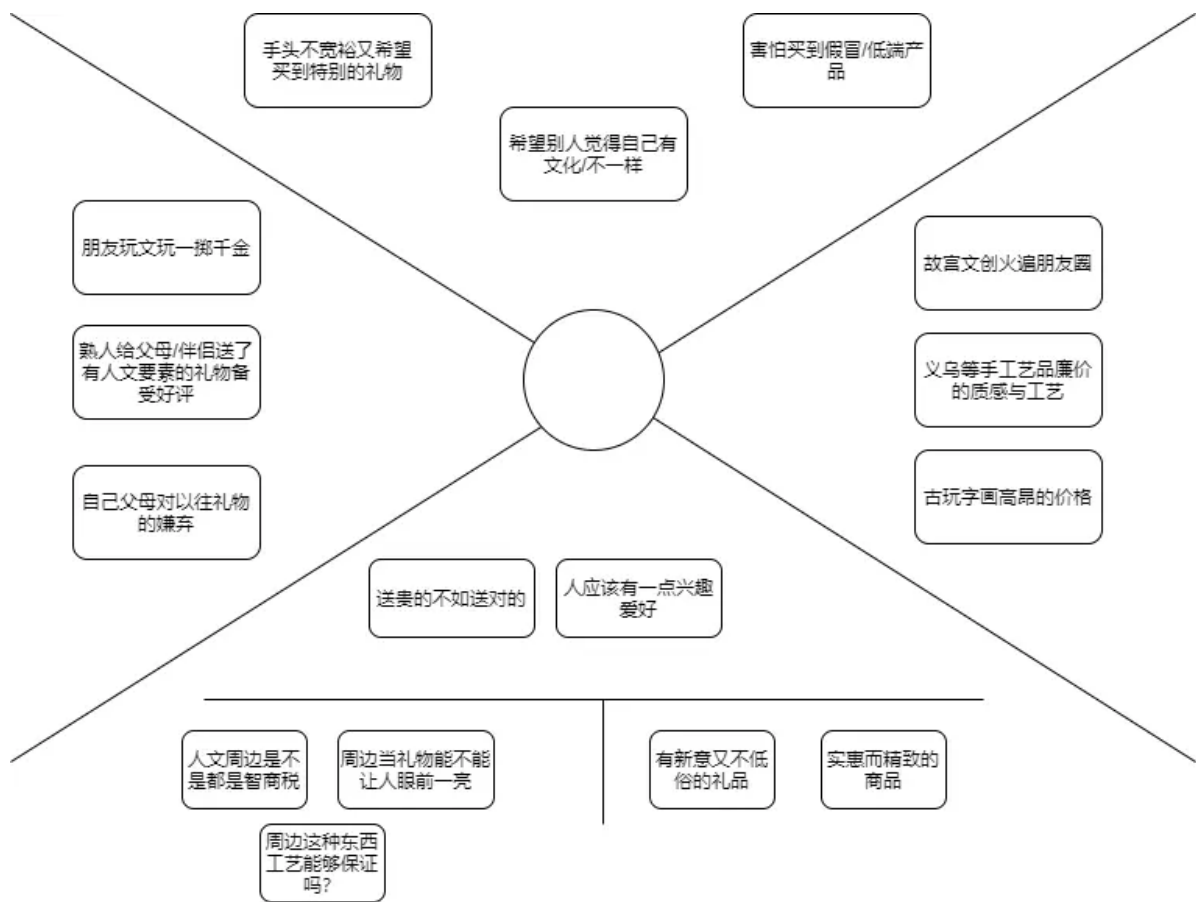 手头不宽裕又希望
买到特别的礼物
害怕买到假冒/低端产
品
希望别人觉得自己有
文化/不一样
朋友玩文玩一掷千金
熟人给父母/伴侣送了
有人文要素的礼物备
受好评
自己父母对以往礼物
的嫌弃
故宫文创火遍朋友圈
义乌等手工艺品廉价
的质感与工艺
古玩字画高昂的价格
送贵的不如送对的
人应该有一点兴趣
爱好
人文周边是不
是都是智商税
周边当礼物能不能
让人眼前一亮
周边这种东西
工艺能够保证
吗?
有新意又不低
俗的礼品
实惠而精致的
商品